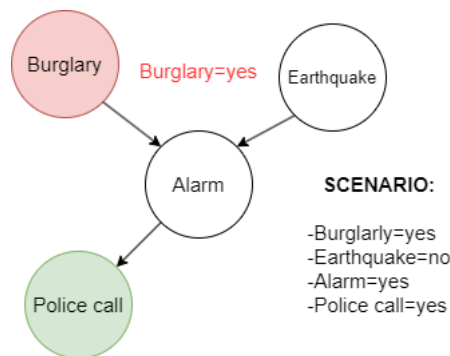 Burglary
Burglary=yes
Earthquake
Alarm
SCENARIO:
-Burglarly=yes
-Earthquake=no
-Alarm=yes
-Police call=yes
Police call